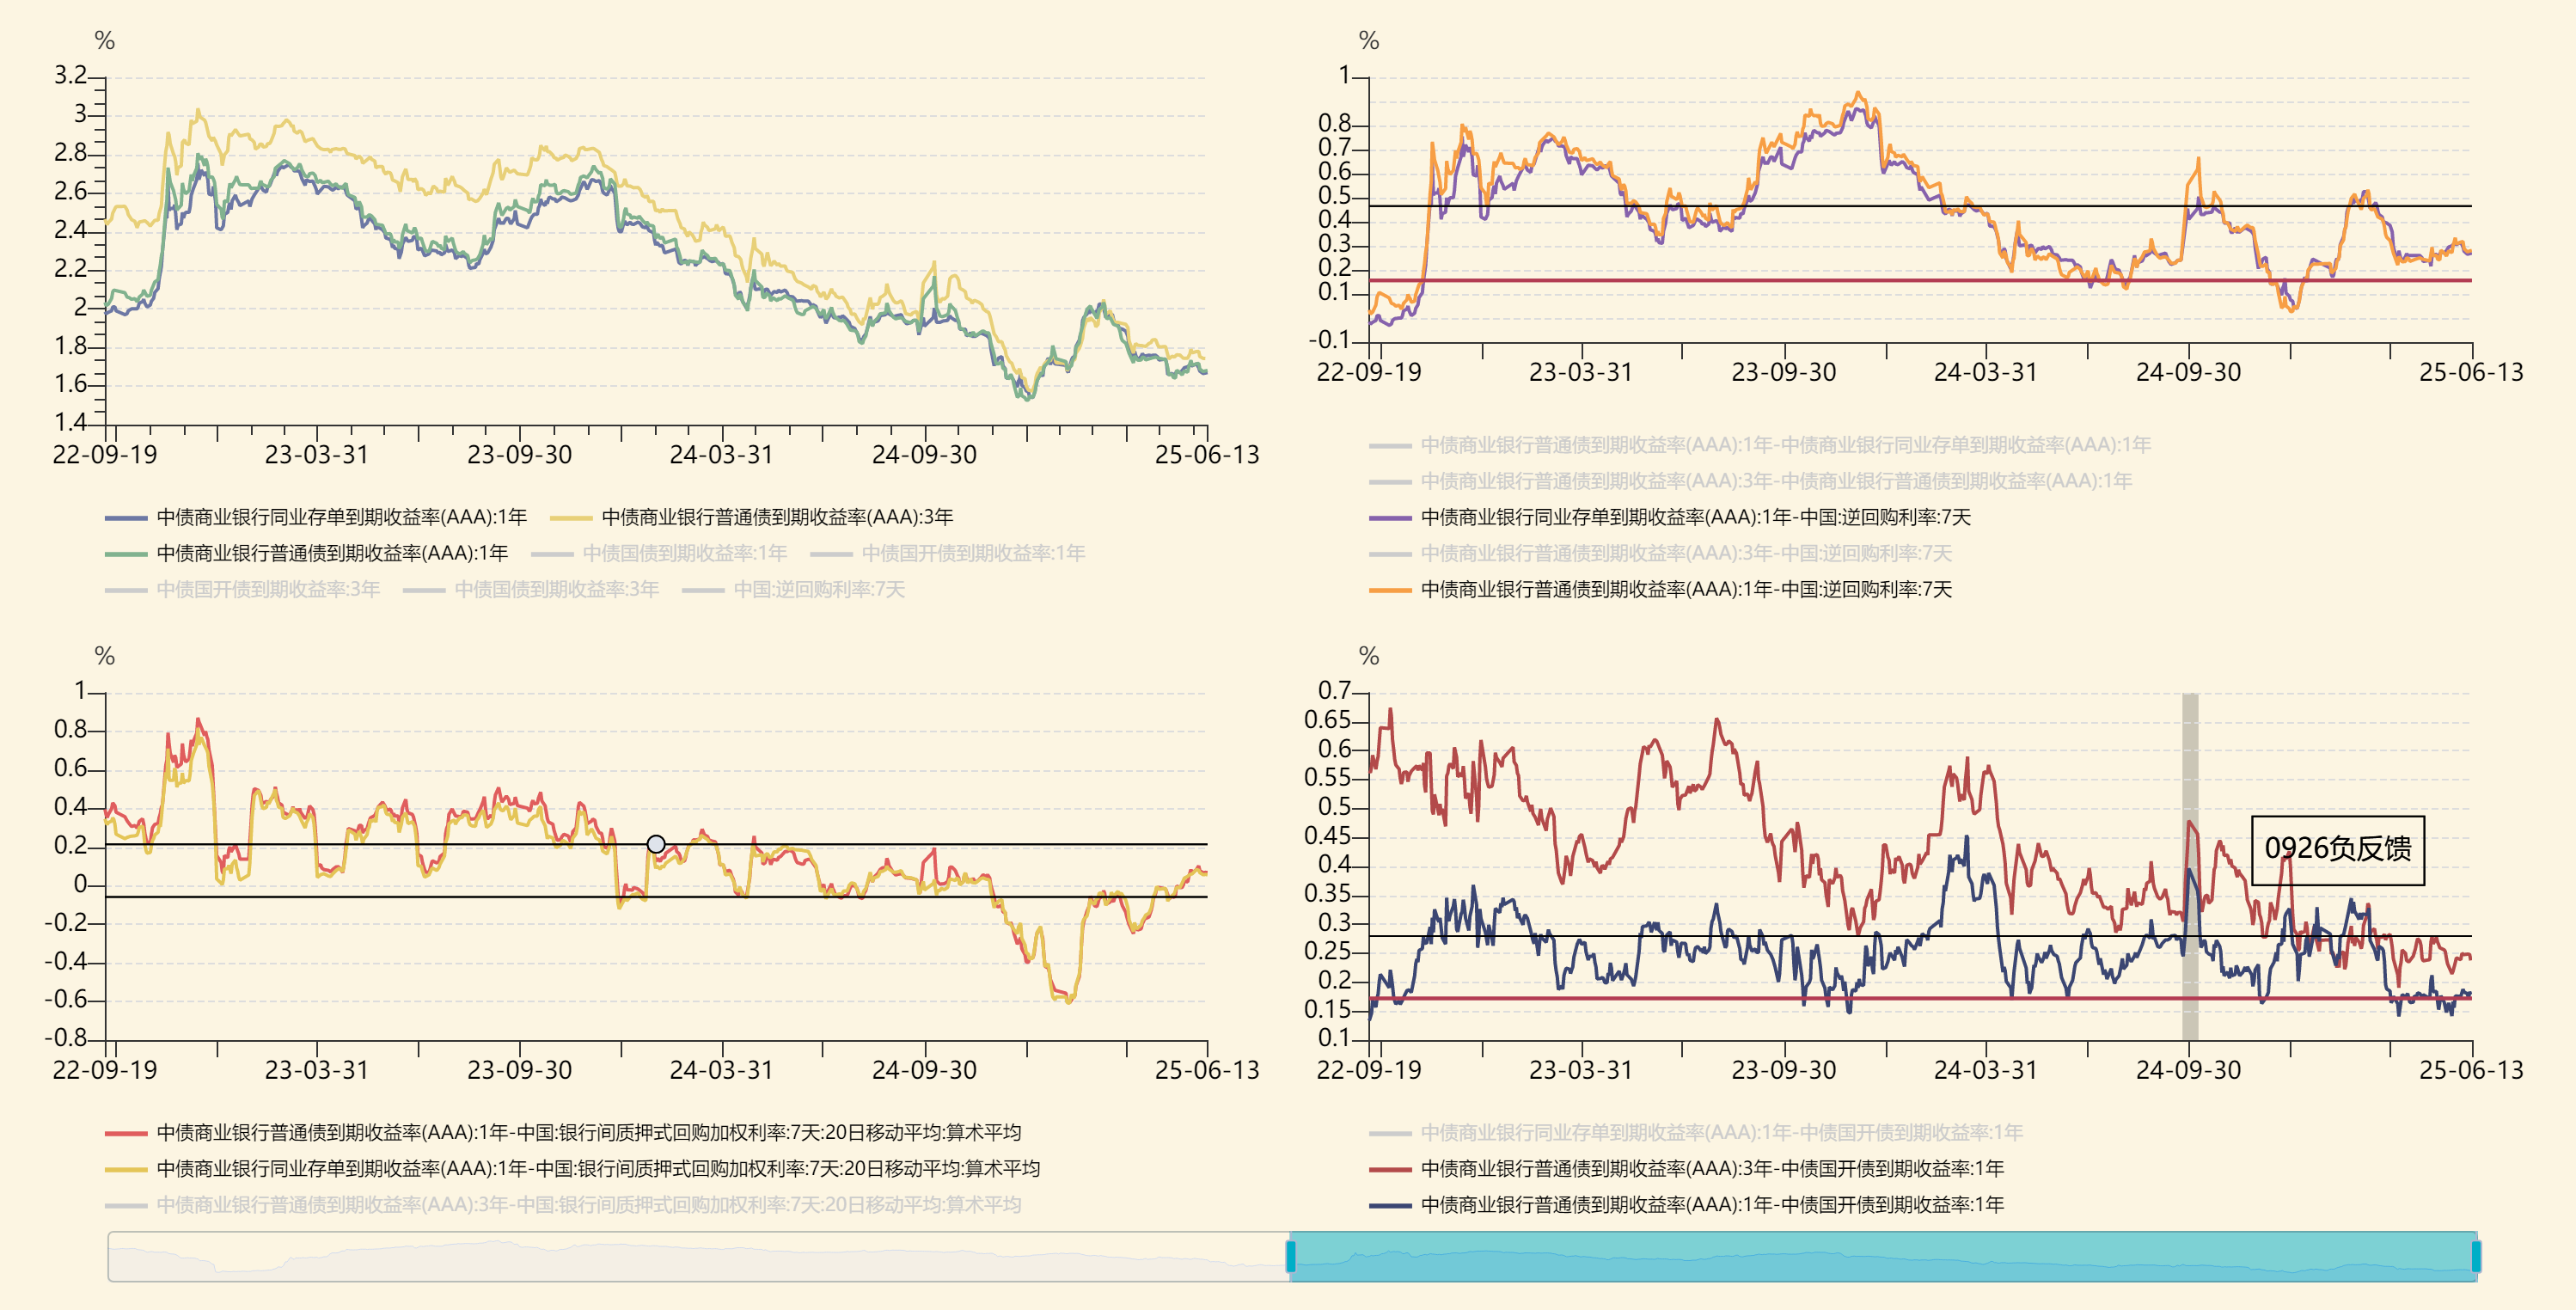 %
3.2
3
2.8
2.6
2.4
2.2
2
1.8
1.6
1.4
22-09-19 23-03-31 23-09-30 24-03-31 24-09-30 25-06-13
中债商业银行同业存单到期收益率(AAA):1年 中债商业银行普通债到期收益率(AAA):3年
中债商业银行普通债到期收益率(AAA):1年 中债国债到期收益率:1年 中债国开债到期收益率:1年
中债国开债到期收益率:3年 中债国债到期收益率:3年 中国:逆回购利率:7天
%
1
0.8
0.7
0.6
0.5
0.4
0.3
0.2
0.1
-0.1
22-09-19 23-03-31 23-09-30 24-03-31 24-09-30 25-06-13
中债商业银行普通债到期收益率(AAA):1年-中债商业银行同业存单到期收益率(AAA):1年
中债商业银行普通债到期收益率(AAA):3年-中债商业银行普通债到期收益率(AAA):1年
中债商业银行同业存单到期收益率(AAA):1年-中国:逆回购利率:7天
中债商业银行普通债到期收益率(AAA):3年-中国:逆回购利率:7天
中债商业银行普通债到期收益率(AAA):1年-中国:逆回购利率:7天
%
1
0.8
0.6
0.4
0.2
0
-0.2
-0.4
-0.6
-0.8
22-09-19 23-03-31 23-09-30 24-03-31 24-09-30 25-06-13
中债商业银行普通债到期收益率(AAA):1年-中国:银行间质押式回购加权利率:7天:20日移动平均:算术平均
中债商业银行同业存单到期收益率(AAA):1年-中国:银行间质押式回购加权利率:7天:20日移动平均:算术平均
中债商业银行普通债到期收益率(AAA):3年-中国:银行间质押式回购加权利率:7天:20日移动平均:算术平均
%
0.7
0.65
0.6
0.55
0.5
0.45
0.4
0.35
0.3
0.25
0.2
0.15
0.1
0926负反馈
22-09-19 23-03-31 23-09-30 24-03-31 24-09-30 25-06-13
中债商业银行同业存单到期收益率(AAA):1年-中债国开债到期收益率:1年
中债商业银行普通债到期收益率(AAA):3年-中债国开债到期收益率:1年
中债商业银行普通债到期收益率(AAA):1年-中债国开债到期收益率:1年